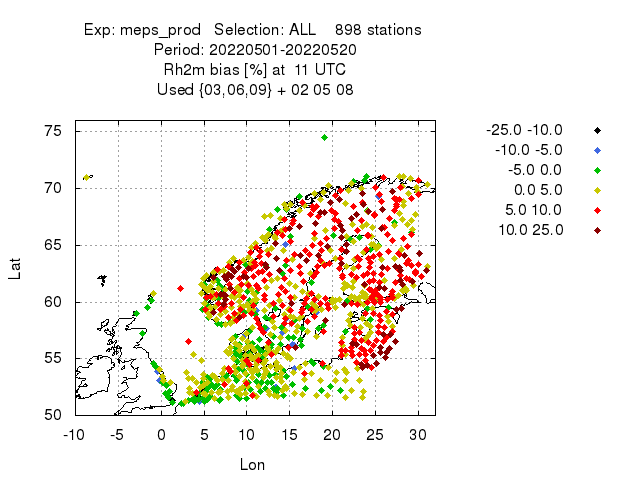 Exp: meps_prod Selection: ALL 898 stations
Period: 20220501-20220520
Rh2m bias [%] at 11 UTC
Used {03,06,09} + 02 05 08
-25.0 -10.0
-10.0 -5.0
-5.0 0.0
0.0 5.0
5.0 10.0
10.0 25.0
75
70
65
60
55
50
Lat
-10 -5 0 5 10 15 20 25 30
Lon